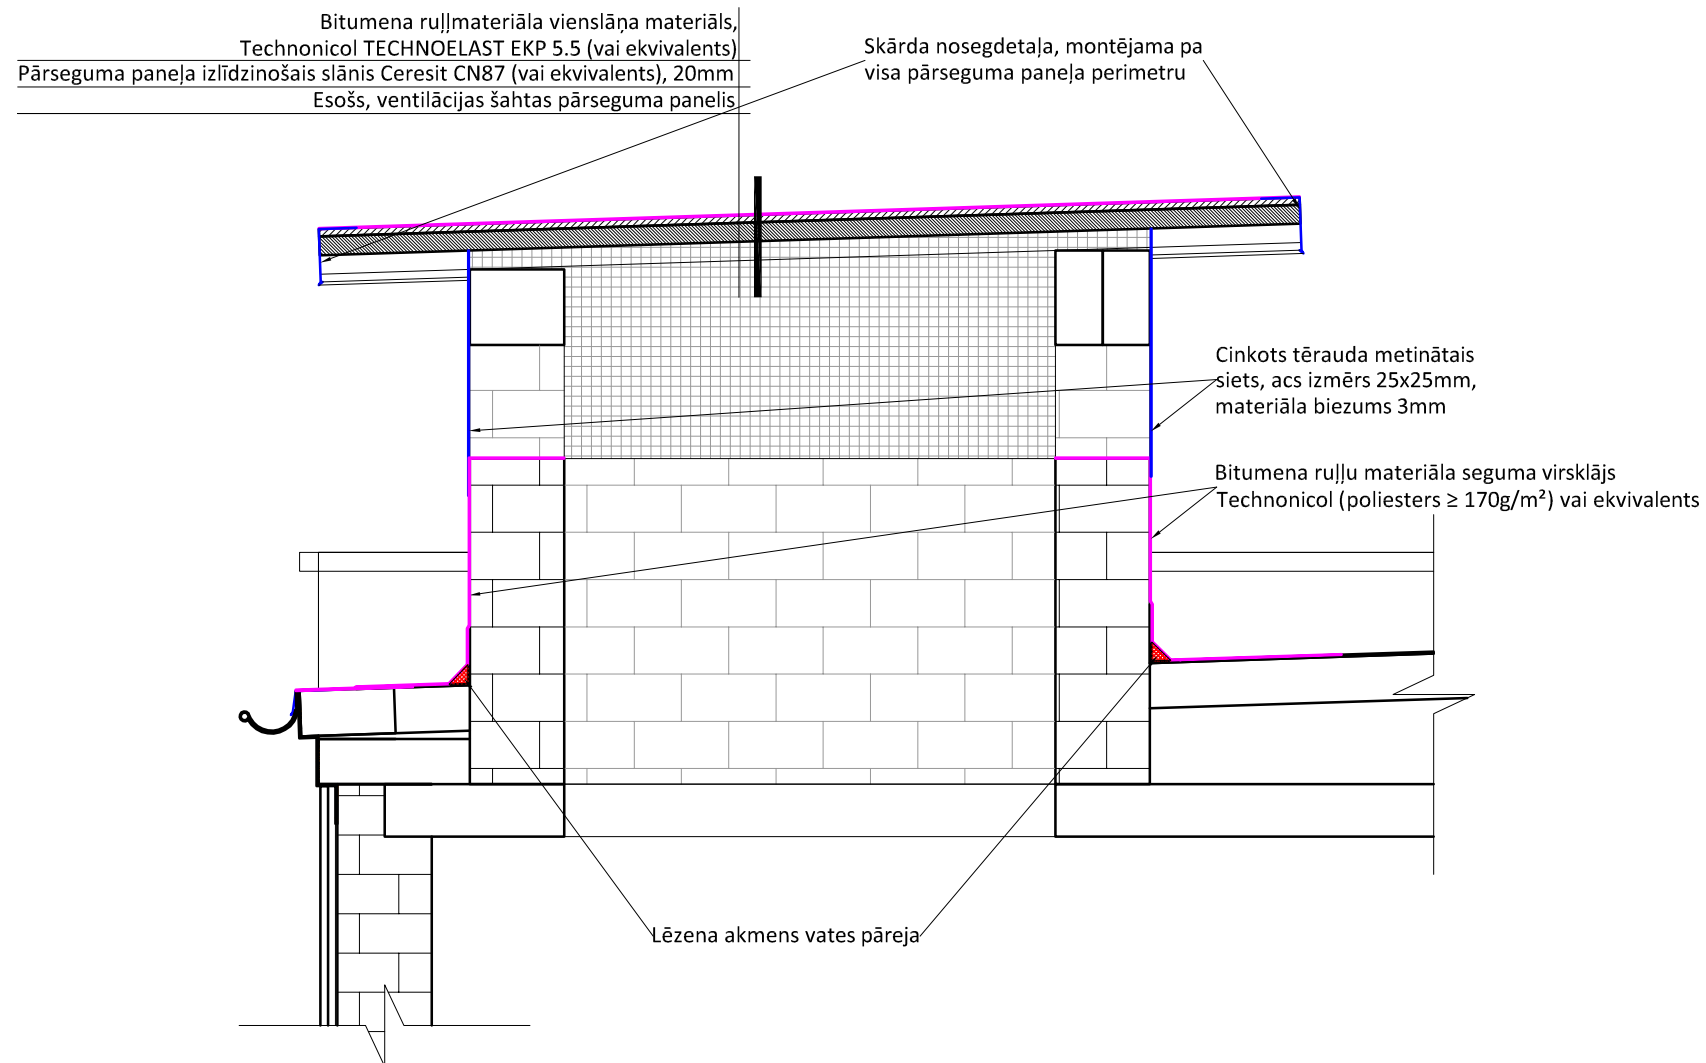 Bitumena ruļļmateriāla vienslāņa materiāls,
Technonicol TECHNOELAST EKP 5.5 (vai ekvivalents)
Pārseguma paneļa izlīdzinošais slānis Ceresit CN87 (vai ekvivalents), 20mm
Esošs, ventilācijas šahtas pārseguma panelis
Skārda nosegdetaļa, montējama pa
visa pārseguma paneļa perimetru
Cinkots tērauda metinātais
siets, acs izmērs 25x25mm,
materiāla biezums 3mm
Bitumena ruļļu materiāla seguma virsklājs
Technonicol (poliesters ≥ 170g/m²) vai ekvivalents
Lēzena akmens vates pāreja